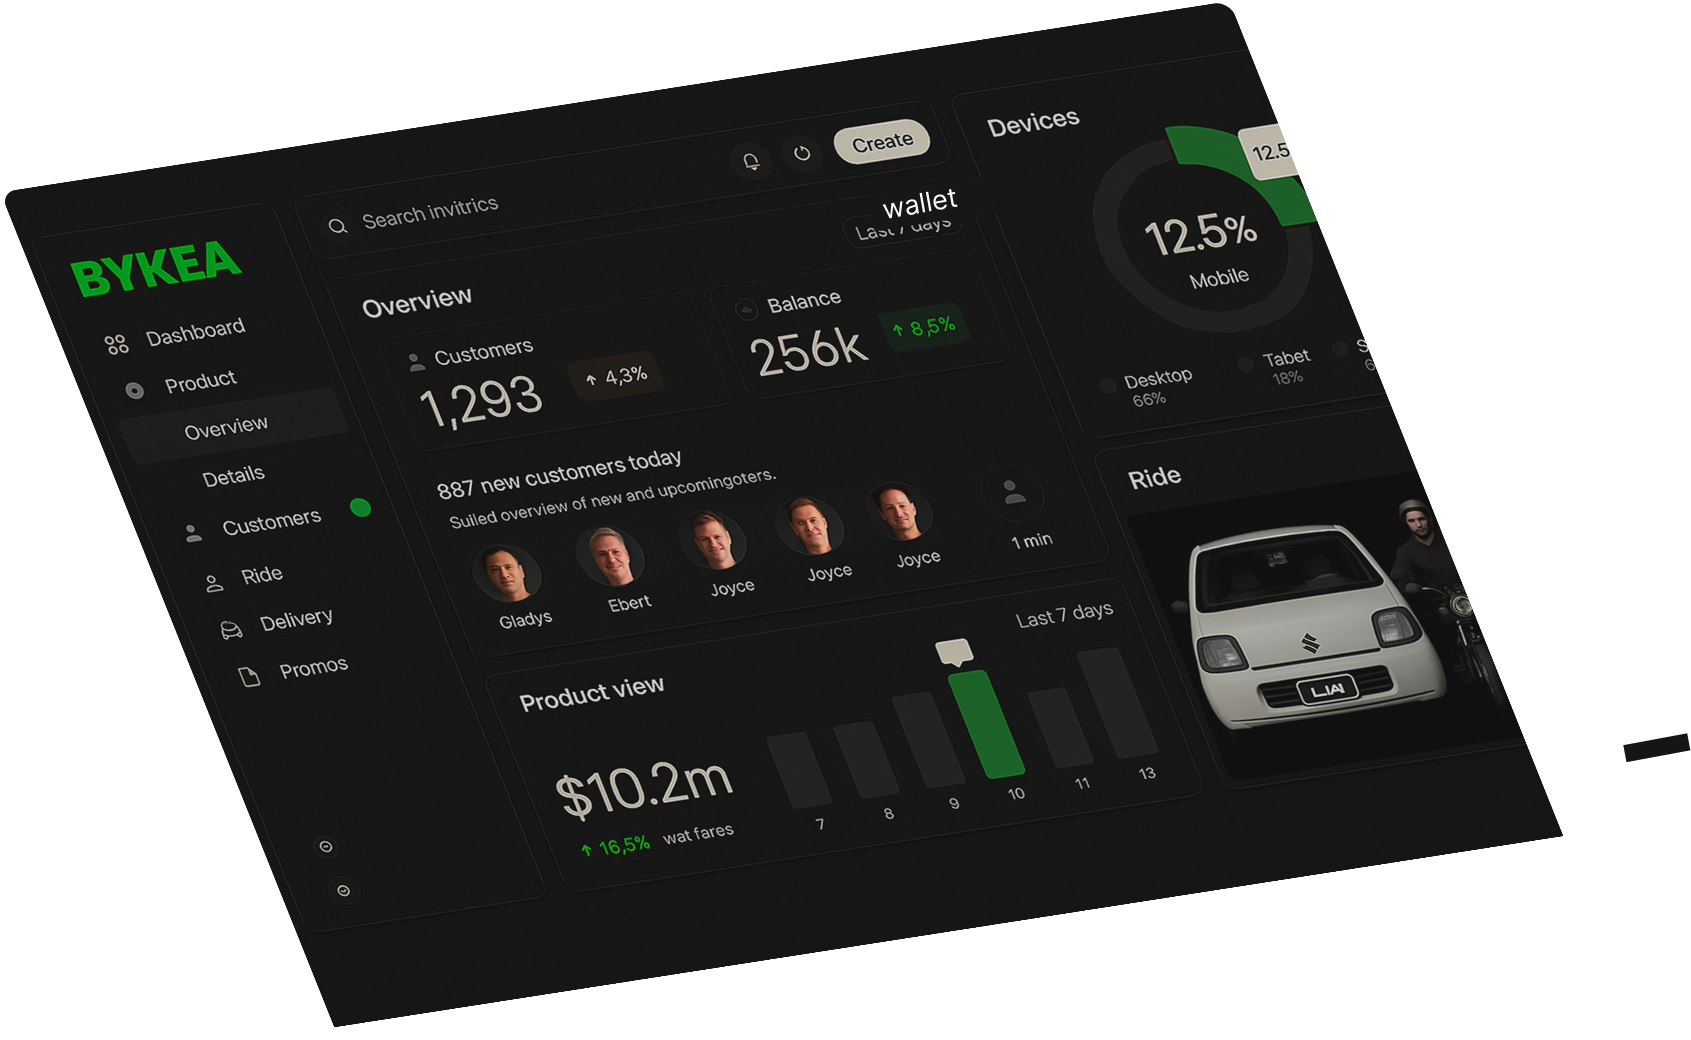 BYKEA
Dashboard
Product
Overview
Details
Customers
Ride
Delivery
Promos
Search invitrics
Create
wallet
Last 7 days
Overview
Customers
1,293
↑ 4,3%
Balance
256k
↑ 8,5%
887 new customers today
Suiled overview of new and upcomingoters.
Gladys
Ebert
Joyce
Joyce
Joyce
1 min
Product view
Last 7 days
$10.2m
↑ 16,5% wat fares
7
8
9
10
11
13
Devices
12.5
12.5%
Mobile
Desktop
66%
Tabet
18%
S
6
Ride